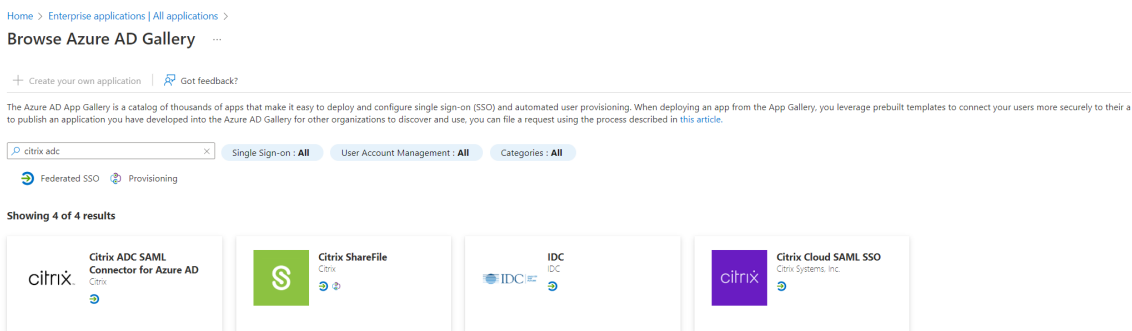 Home > Enterprise applications | All applications >
Browse Azure AD Gallery ...
+ Create your own application | Got feedback?
The Azure AD App Gallery is a catalog of thousands of apps that make it easy to deploy and configure single sign-on (SSO) and automated user provisioning. When deploying an app from the App Gallery, you leverage prebuilt templates to connect your users more securely to their a
to publish an application you have developed into the Azure AD Gallery for other organizations to discover and use, you can file a request using the process described in this article.
citrix adc × Single Sign-on : All User Account Management : All Categories : All
Federated SSO Provisioning
Showing 4 of 4 results
citrix
Citrix ADC SAML
Connector for Azure AD
Citrix
S
Citrix ShareFile
Citrix
IDC
IDC
IDC
citrix
Citrix Cloud SAML SSO
Citrix Systems, Inc.